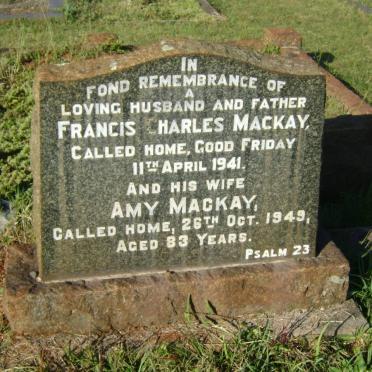 IN
FOND REMEMBRANCE OF
A
LOVING HUSBAND AND FATHER
FRANCIS CHARLES MACKAY,
CALLED HOME, GOOD FRIDAY
11TH APRIL 1941.
AND HIS WIFE
AMY MACKAY,
CALLED HOME, 26TH OCT. 1949,
AGED 83 YEARS.
PSALM 23